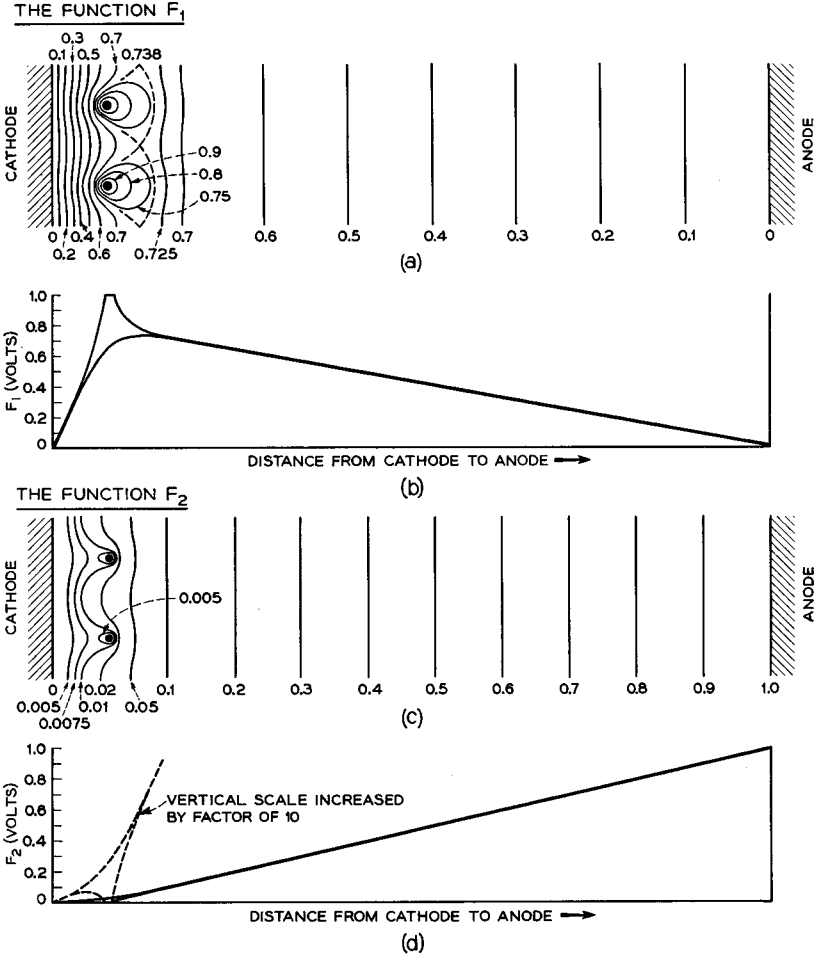 THE FUNCTION F1
0.3 0.7
0.1 0.5 0.738
CATHODE
ANODE
0.9
0.8
0.75
0 0.4 0.7 0.7 0.6 0.5 0.4 0.3 0.2 0.1 0
0.2 0.6 0.725
(a)
F1 (VOLTS)
1.0
0.8
0.6
0.4
0.2
0
DISTANCE FROM CATHODE TO ANODE
(b)
THE FUNCTION F2
CATHODE
ANODE
0.005
0 0.02 0.1 0.2 0.3 0.4 0.5 0.6 0.7 0.8 0.9 1.0
0.005 0.01 0.05
0.0075
(c)
F2 (VOLTS)
1.0
0.8
0.6
0.4
0.2
0
VERTICAL SCALE INCREASED
BY FACTOR OF 10
DISTANCE FROM CATHODE TO ANODE
(d)